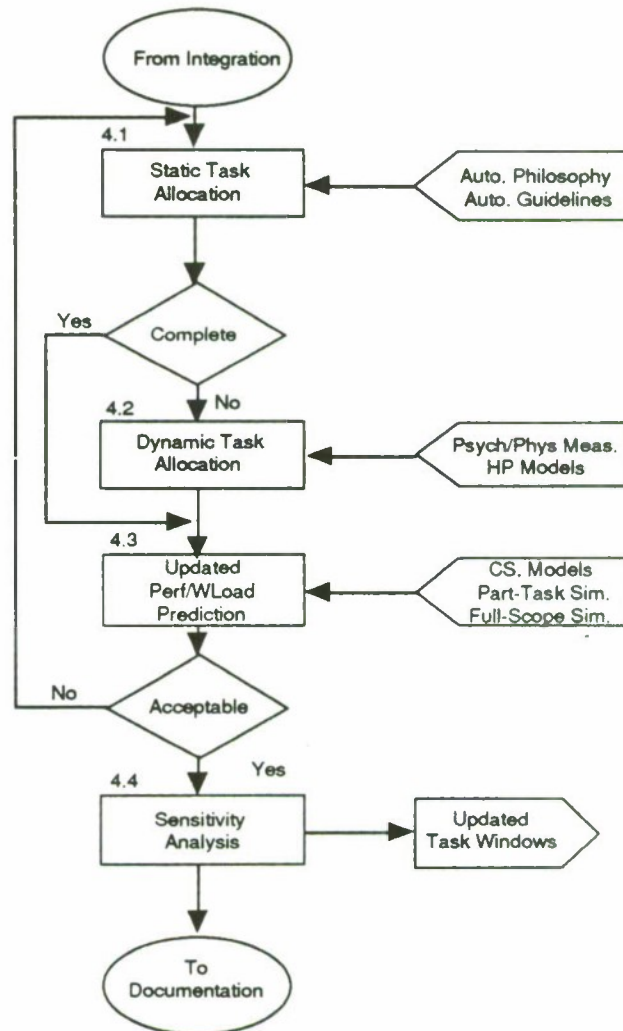 From Integration
4.1
Static Task
Allocation
Auto. Philosophy
Auto. Guidelines
Yes
Complete
No
4.2
Dynamic Task
Allocation
Psych/Phys Meas.
HP Models
4.3
Updated
Perf/WLoad
Prediction
CS. Models
Part-Task Sim.
Full-Scope Sim.
No
Acceptable
Yes
4.4
Sensitivity
Analysis
Updated
Task Windows
To
Documentation